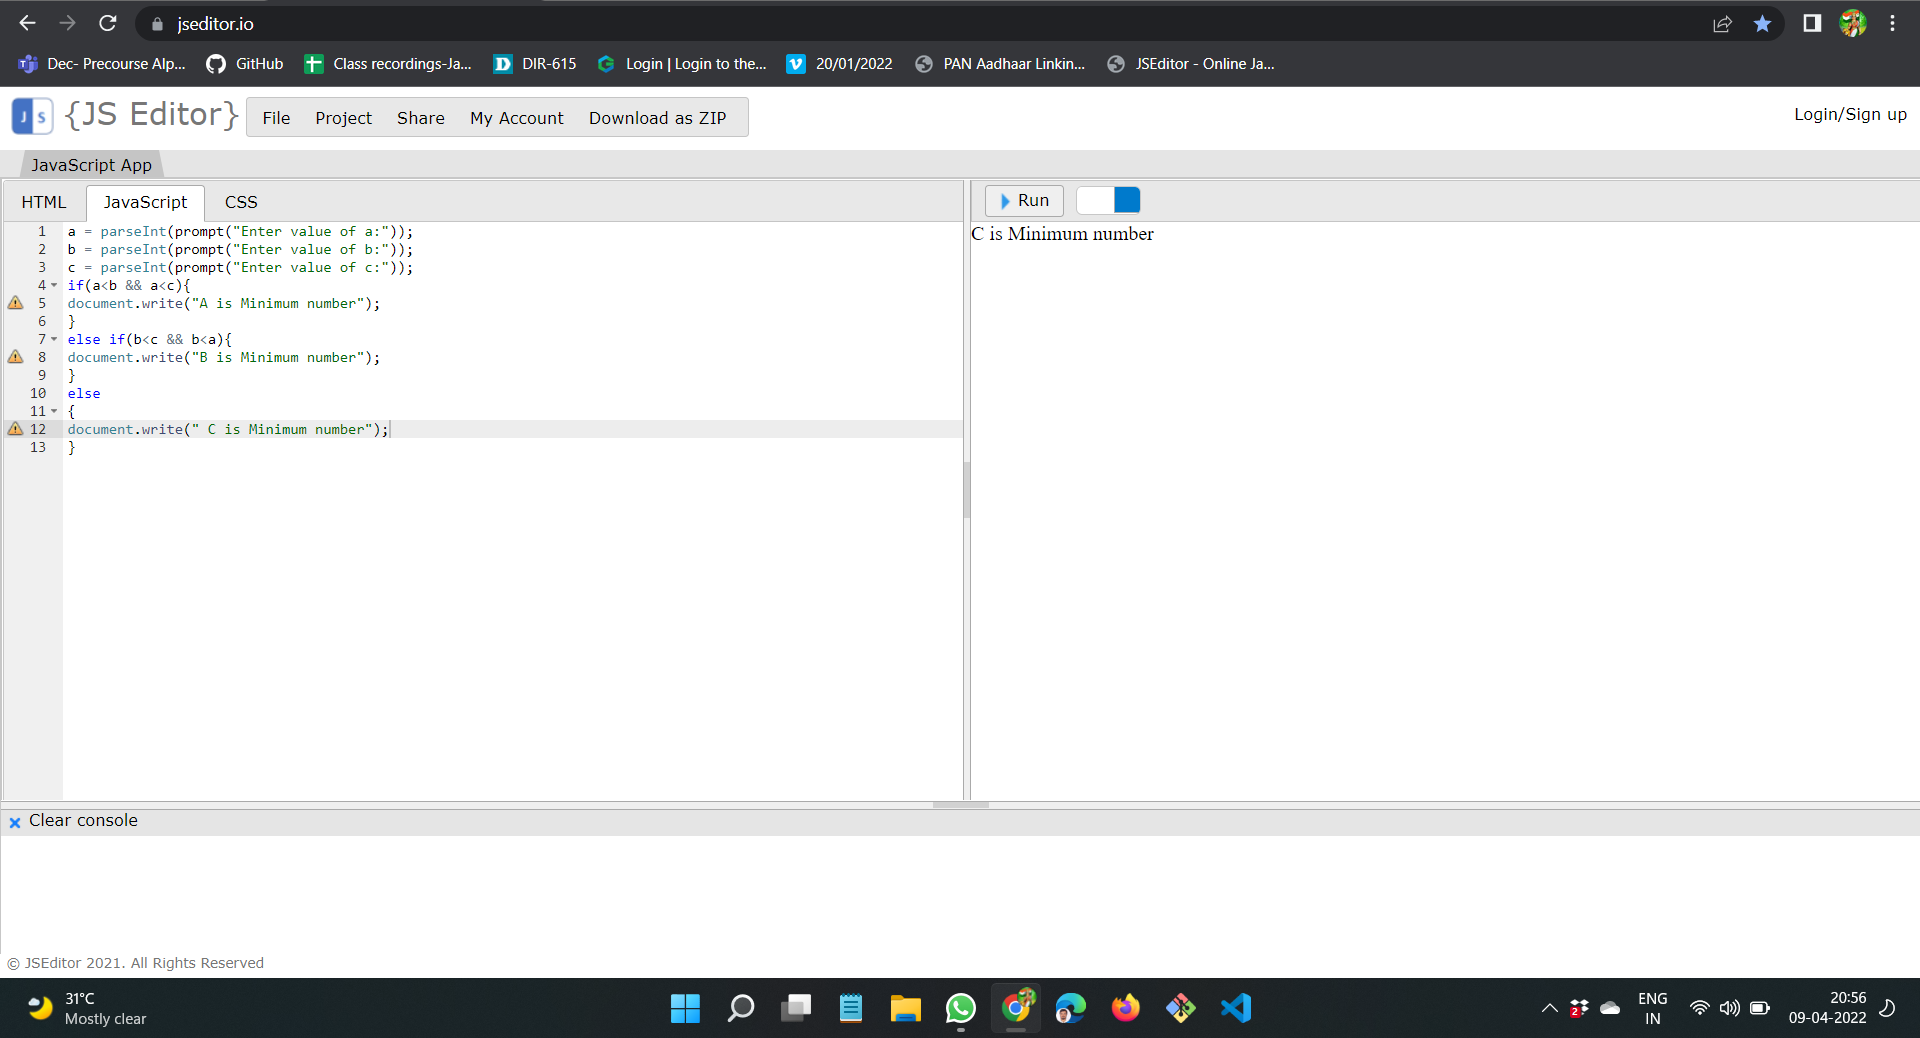 jseditor.io
Dec- Precourse Alp... GitHub Class recordings-Ja... DIR-615 Login | Login to the... 20/01/2022 PAN Aadhaar Linkin... JSEditor - Online Ja...
JS {JS Editor} File Project Share My Account Download as ZIP Login/Sign up
JavaScript App
HTML JavaScript CSS Run
1 a = parseInt(prompt("Enter value of a:"));
2 b = parseInt(prompt("Enter value of b:"));
3 c = parseInt(prompt("Enter value of c:"));
4 if(a<b && a<c){
5 document.write("A is Minimum number");
6 }
7 else if(b<c && b<a){
8 document.write("B is Minimum number");
9 }
10 else
11 {
12 document.write(" C is Minimum number");
13 }
C is Minimum number
Clear console
© JSEditor 2021. All Rights Reserved
31°C
Mostly clear
2
ENG
IN
20:56
09-04-2022